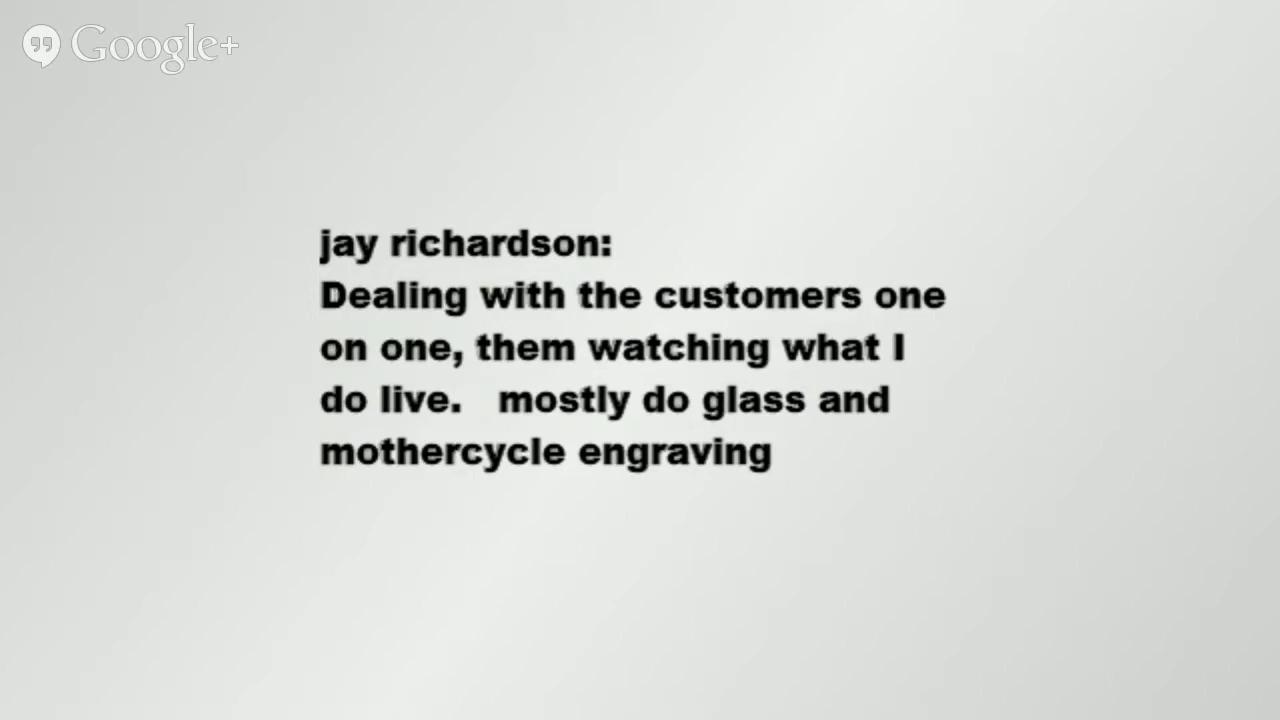 Google+
jay richardson:
Dealing with the customers one
on one, them watching what I
do live.   mostly do glass and
mothercycle engraving